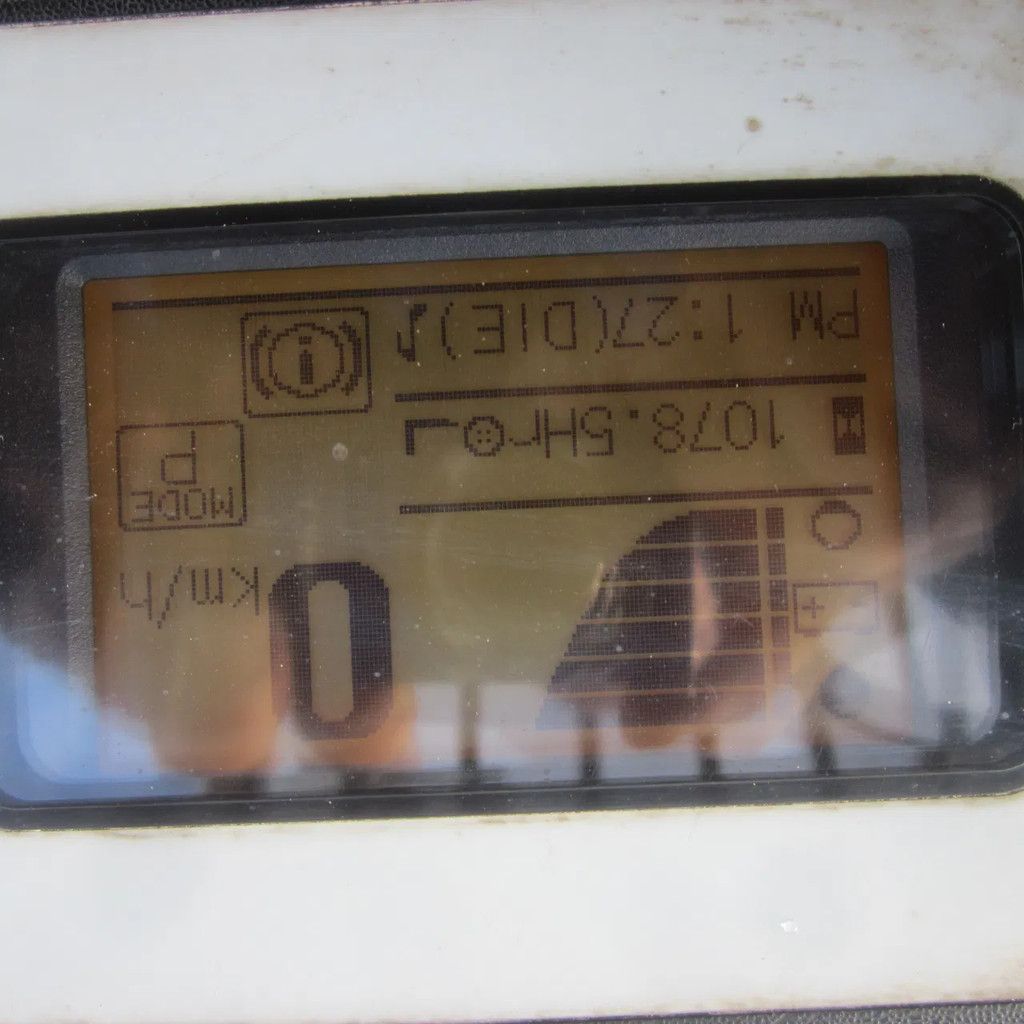 0 km/h
MODE
P
L
1078.5Hr
PM 1:27(DIE)